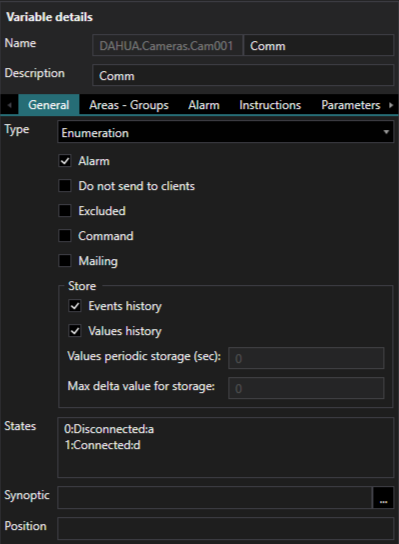 Variable details
Name DAHUA.Cameras.Cam001 Comm
Description Comm
General Areas - Groups Alarm Instructions Parameters
Type Enumeration
Alarm
Do not send to clients
Excluded
Command
Mailing
Store
Events history
Values history
Values periodic storage (sec): 0
Max delta value for storage: 0
States 0:Disconnected:a
1:Connected:d
Synoptic ...
Position